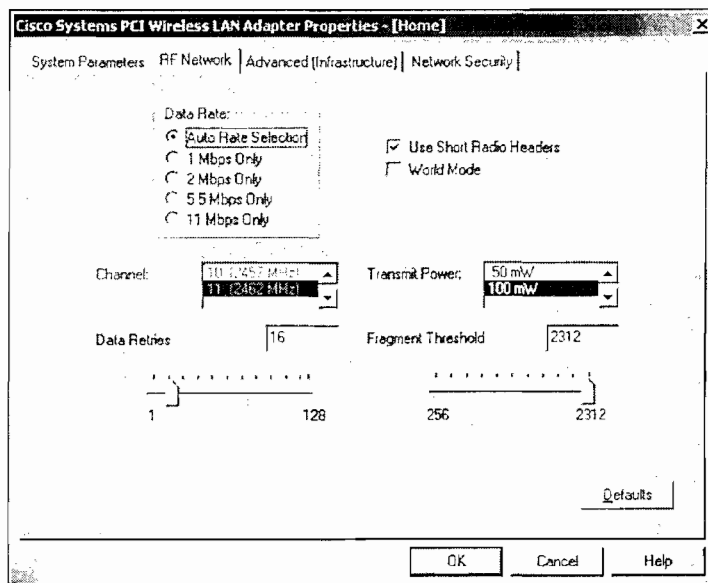 Cisco Systems PCI Wireless LAN Adapter Properties - [Home]
System Parameters
RF Network
Advanced (Infrastructure)
Network Security
Data Rate:
Auto Rate Selection
1 Mbps Only
2 Mbps Only
5.5 Mbps Only
11 Mbps Only
Use Short Radio Headers
World Mode
Channel:
10 (2457 MHz)
11 (2462 MHz)
Transmit Power:
50 mW
100 mW
Data Retries
16
Fragment Threshold
2312
1
128
256
2312
Defaults
OK
Cancel
Help